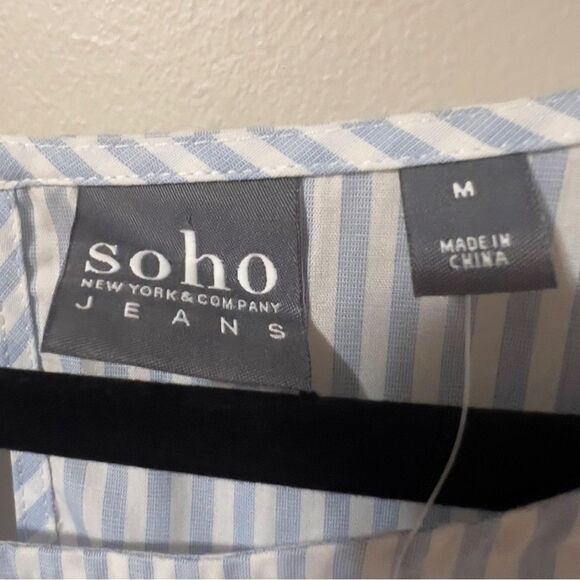 soho
NEW YORK & COMPANY
JEANS
M
MADE IN
CHINA